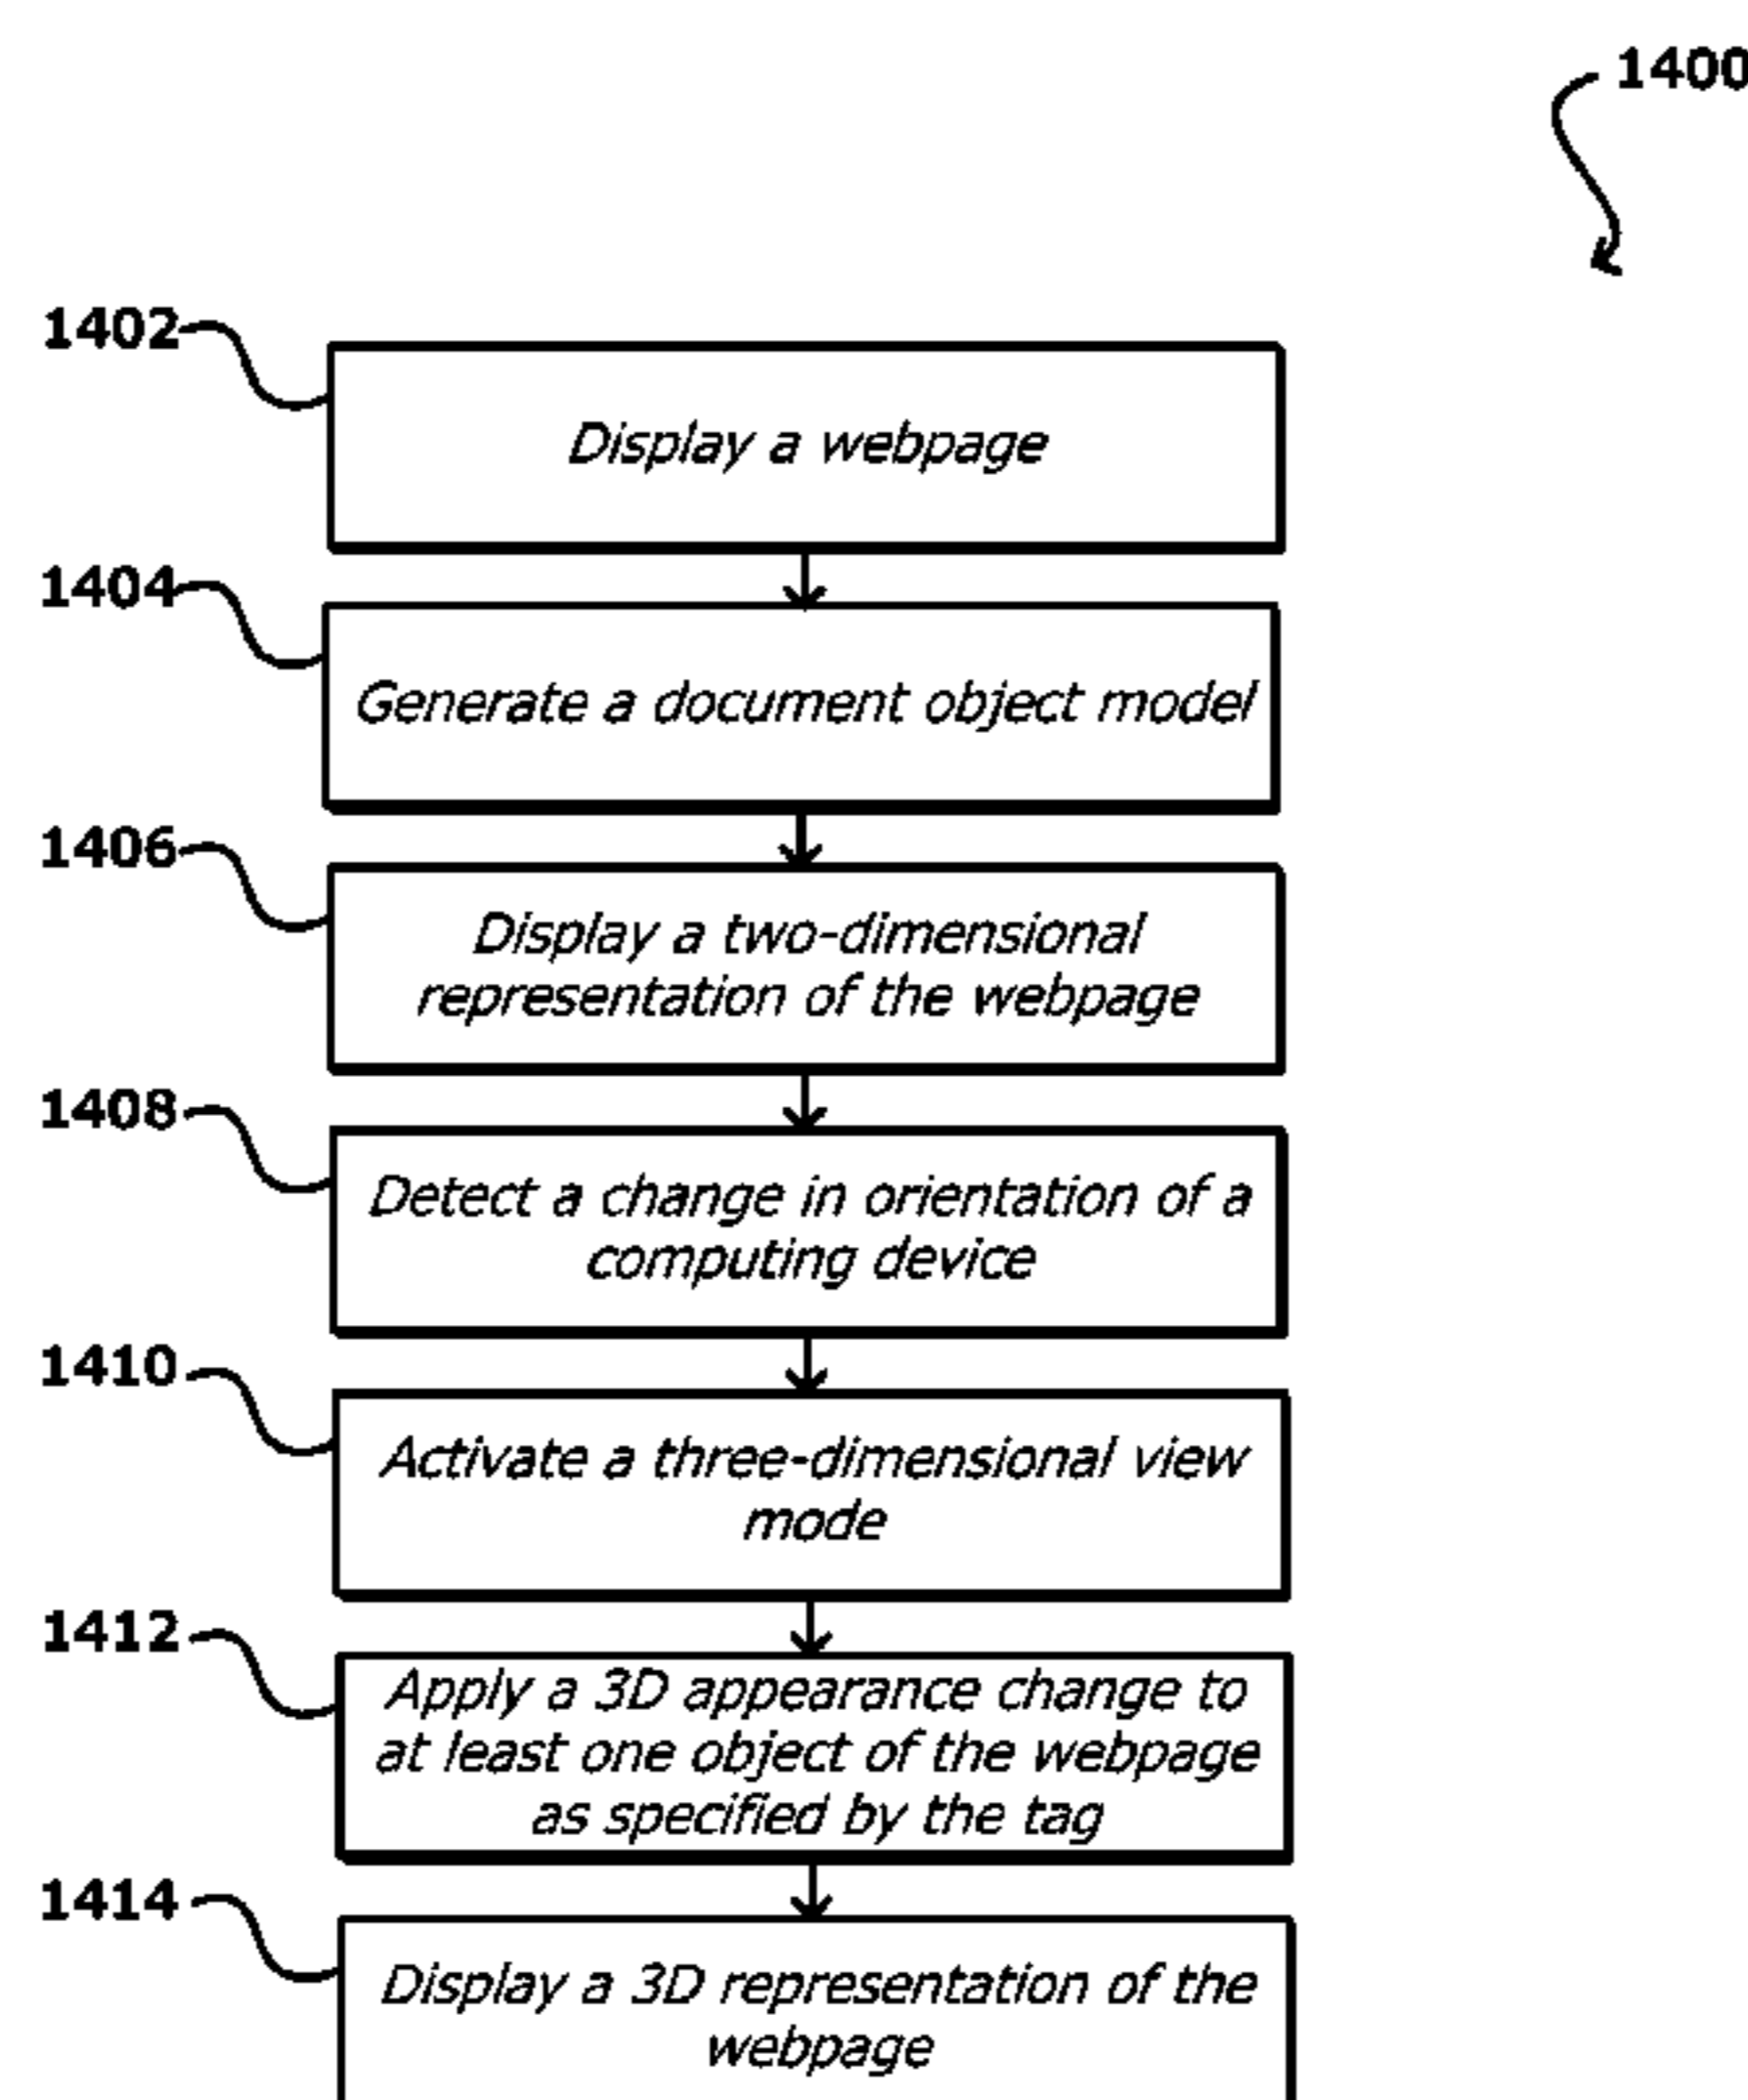 1400
1402
Display a webpage
1404
Generate a document object model
1406
Display a two-dimensional
representation of the webpage
1408
Detect a change in orientation of a
computing device
1410
Activate a three-dimensional view
mode
1412
Apply a 3D appearance change to
at least one object of the webpage
as specified by the tag
1414
Display a 3D representation of the
webpage